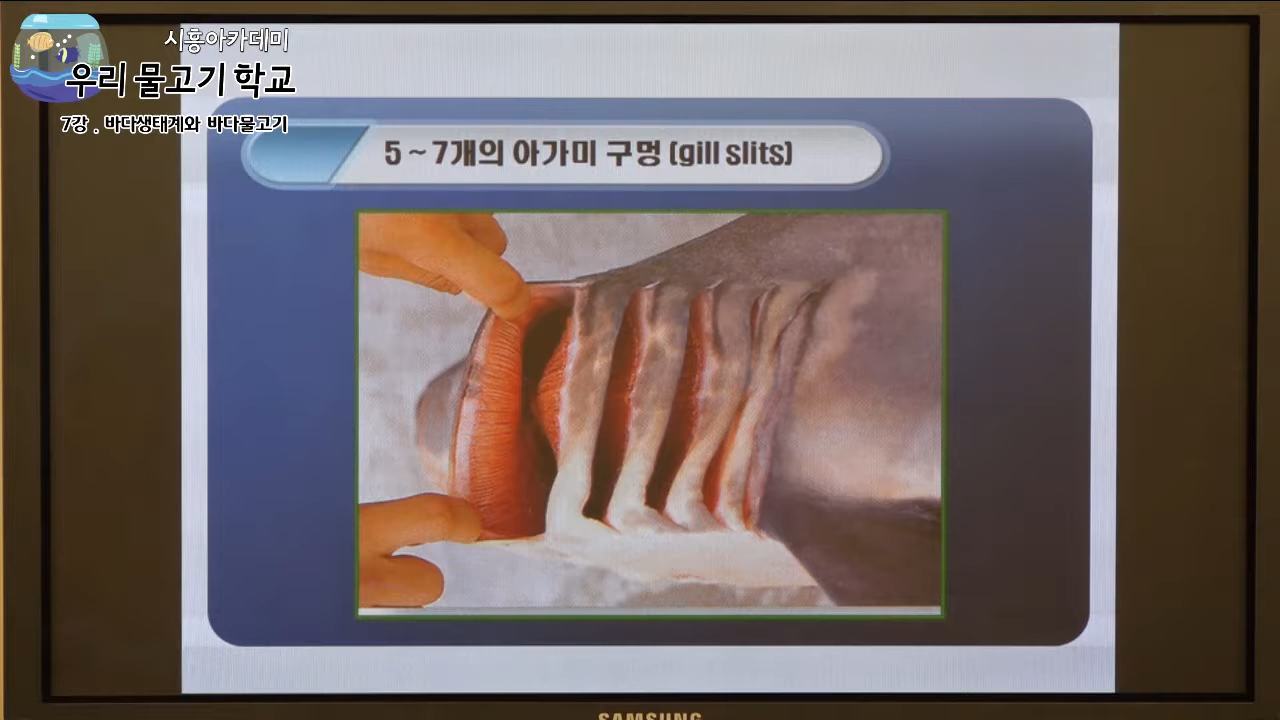 시흥아카데미
우리 물고기 학교
7강 . 바다생태계와 바다물고기
5 ~ 7개의 아가미 구멍 (gill slits)
SAMSUNG